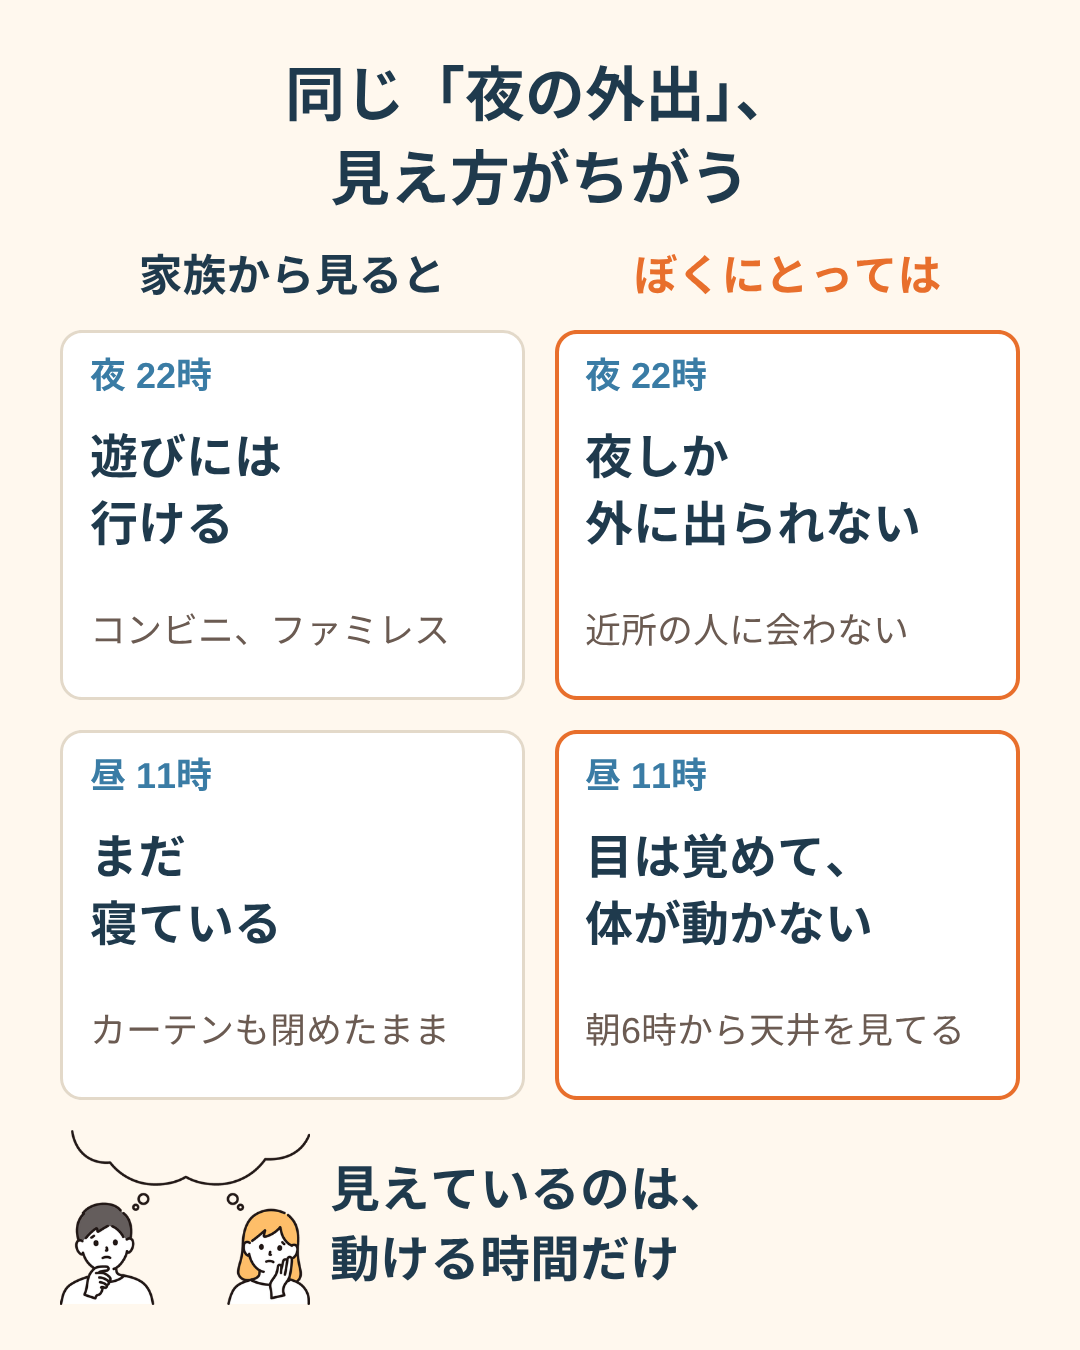 同じ「夜の外出」、
見え方がちがう
家族から見ると
ぼくにとっては
夜 22時
遊びには
行ける
コンビニ、ファミレス
夜 22時
夜しか
外に出られない
近所の人に会わない
昼 11時
まだ
寝ている
カーテンも閉めたまま
昼 11時
目は覚めて、
体が動かない
朝6時から天井を見てる
見えているのは、
動ける時間だけ